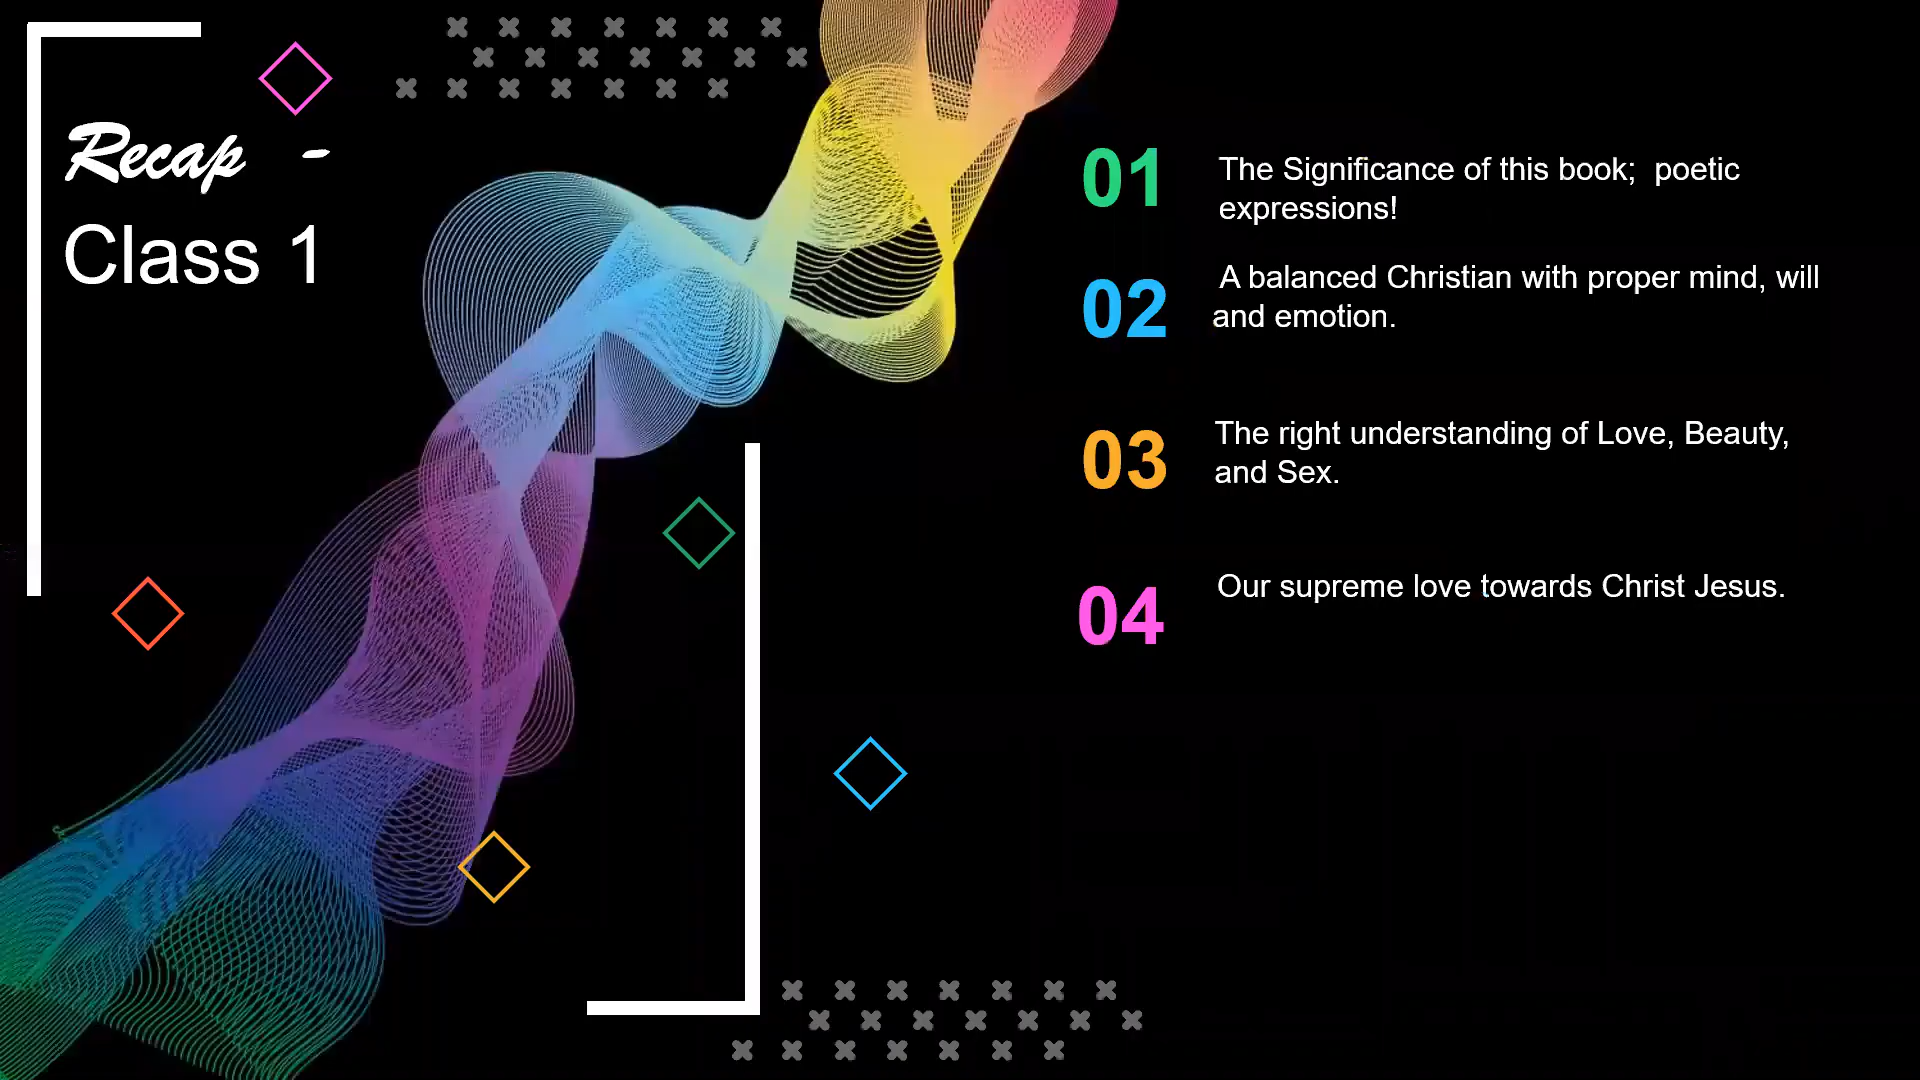 Recap -
Class 1
01
The Significance of this book;  poetic
expressions!
02
A balanced Christian with proper mind, will
and emotion.
03
The right understanding of Love, Beauty,
and Sex.
04
Our supreme love towards Christ Jesus.